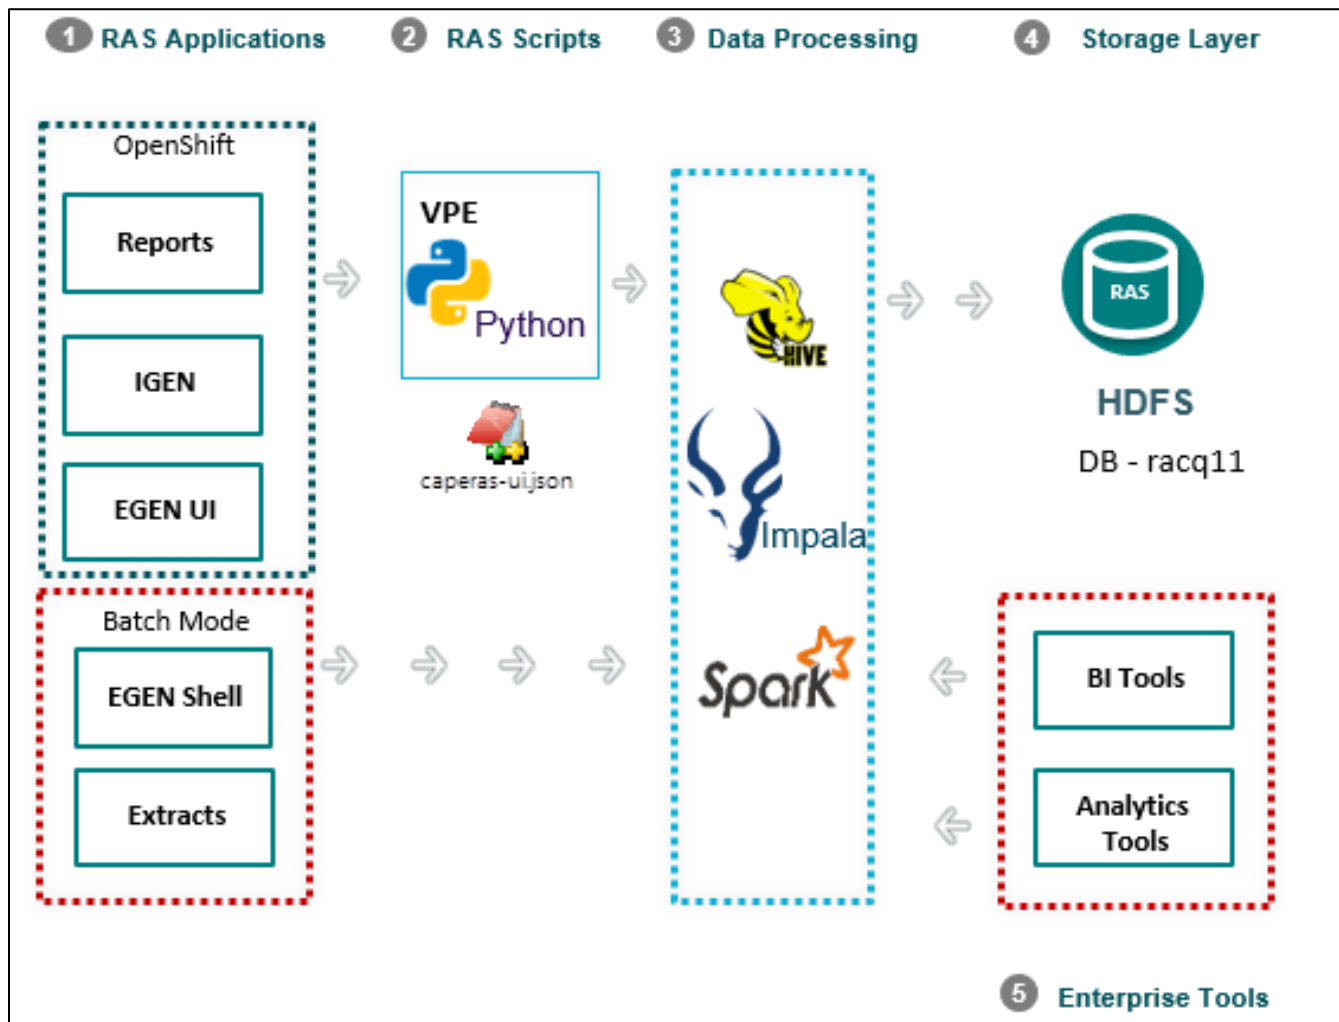 1 RAS Applications
2 RAS Scripts
3 Data Processing
4 Storage Layer
OpenShift
Reports
IGEN
EGEN UI
Batch Mode
EGEN Shell
Extracts
VPE
Python
caperas-ui.json
HIVE
Impala
Spark
RAS
HDFS
DB - racq11
BI Tools
Analytics
Tools
5 Enterprise Tools